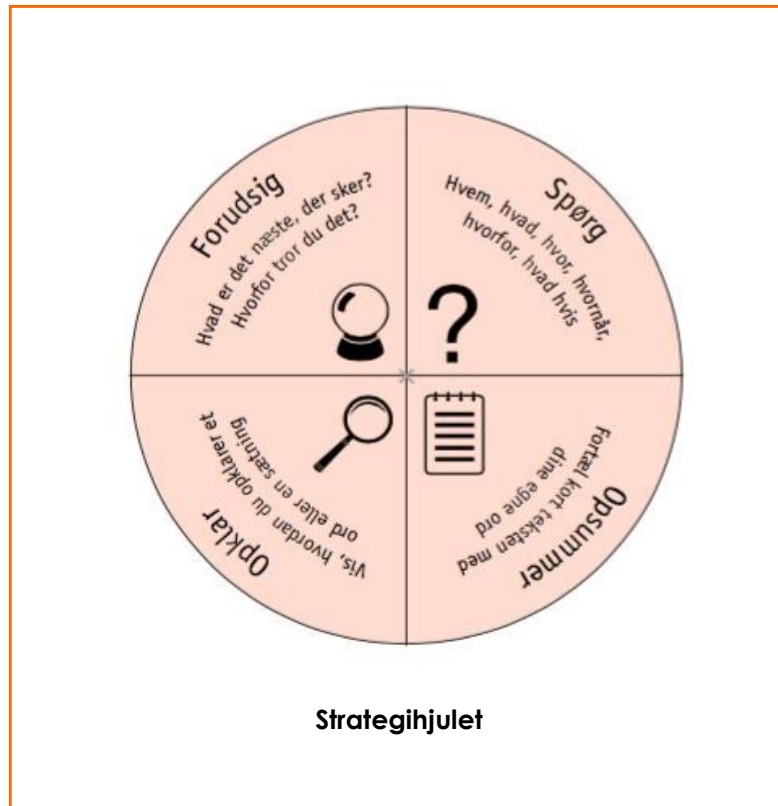 Forudsig
Hvad er det næste, der sker?
Hvorfor tror du det?
Spørg
Hvem, hvad, hvor, hvornår,
hvorfor, hvad hvis
?
Opklar
Vis, hvordan du opklarer et
ord eller en sætning
Opsummer
Fortæl kort teksten med
dine egne ord
Strategihjulet